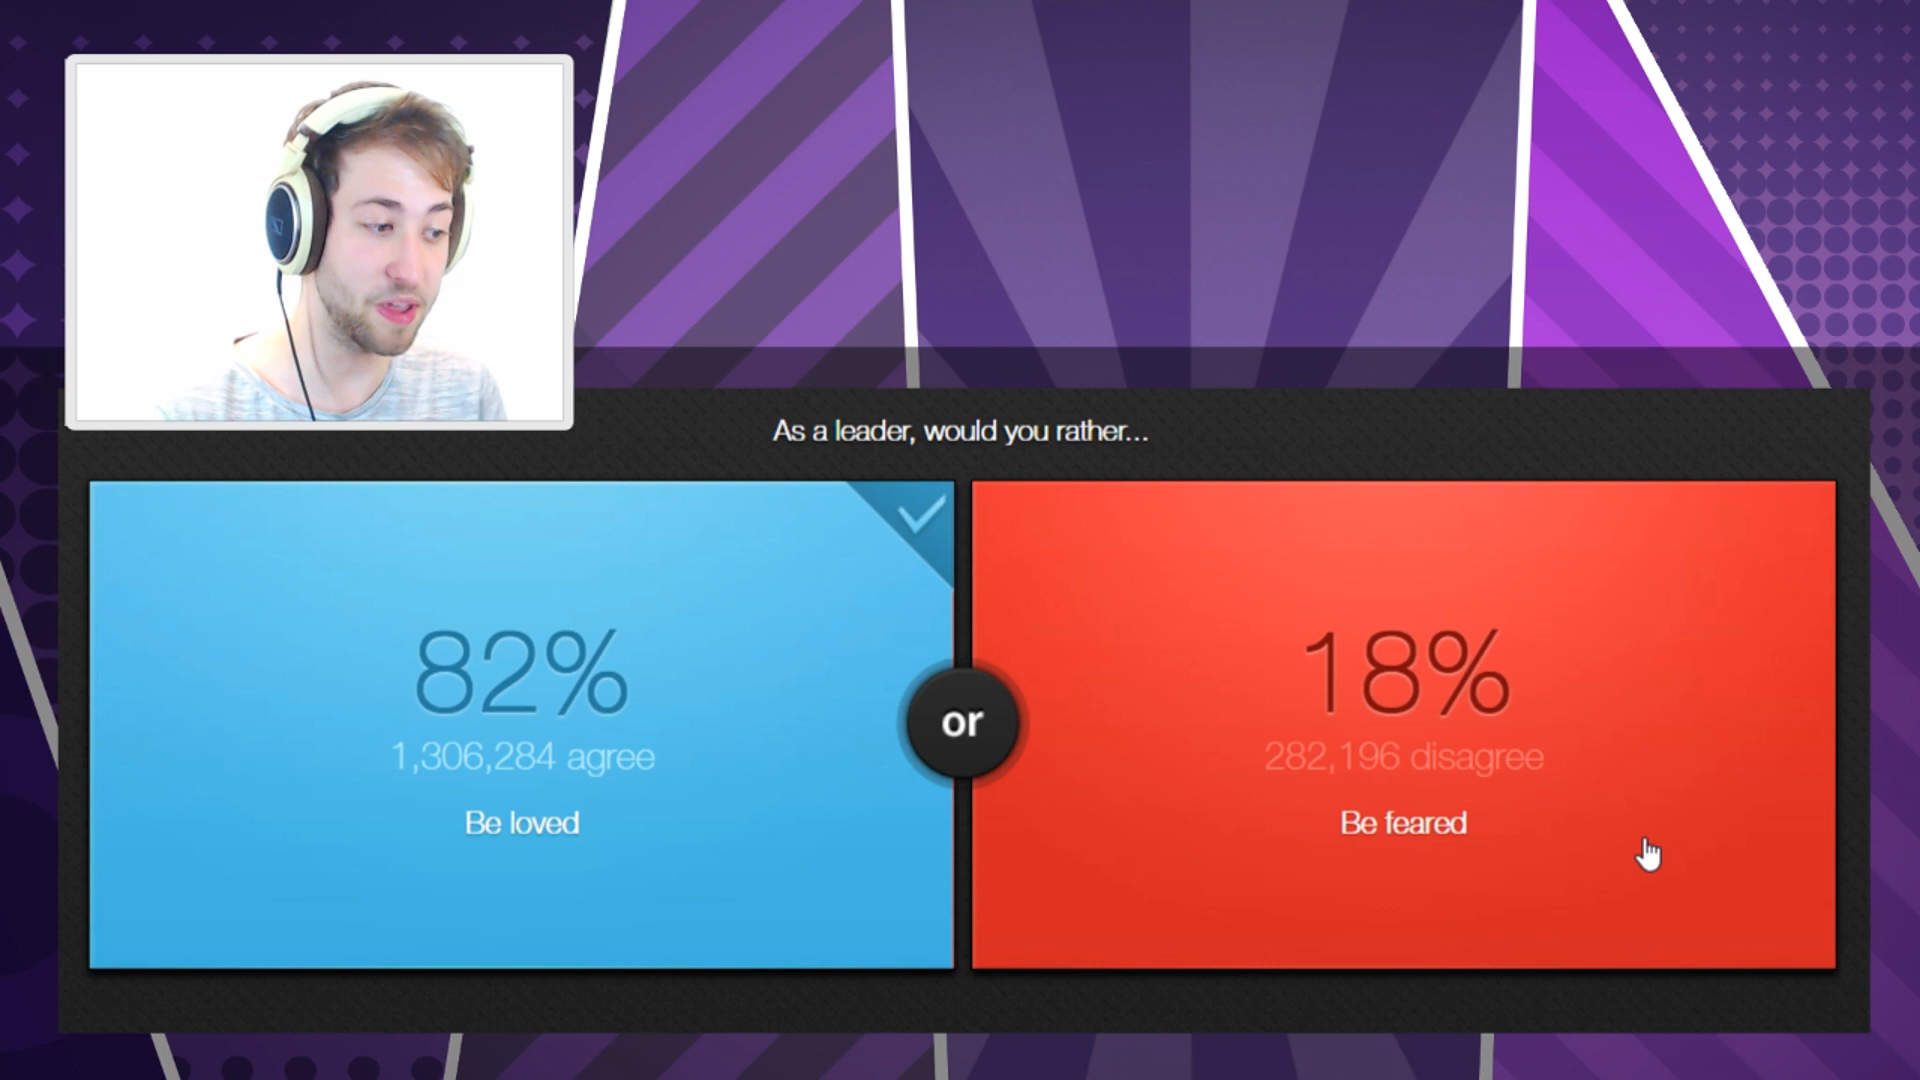 As a leader, would you rather...
82%
1,306,284 agree
Be loved
or
18%
282,196 disagree
Be feared